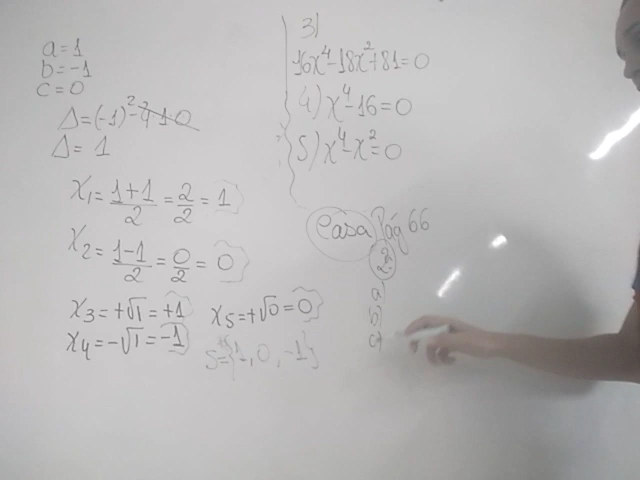 a=1
b=-1
c=0
Δ=(-1)²-4·1·0
Δ=1
X₁=1+1/2=2/2=1
X₂=1-1/2=0/2=0
X₃=+√1=+1
X₄=-√1=-1
X₅=+√0=0
S={1,0,-1}
3)
16x⁴-18x²+81=0
4) x⁴-16=0
5) x⁴-x²=0
Casa Pág 66
a)
b)